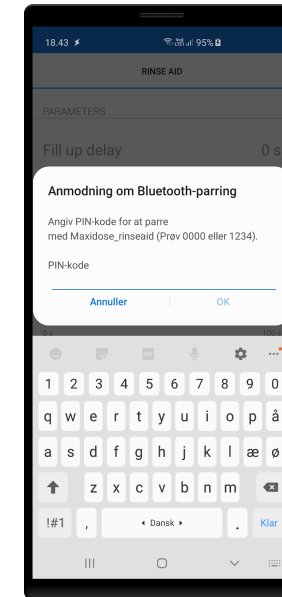 18.43 95%
RINSE AID
PARAMETERS
Fill up delay 0 s
Anmodning om Bluetooth-parring
Angiv PIN-kode for at parre
med Maxidose_rinseaid (Prøv 0000 eller 1234).
PIN-kode
Annuller OK
0 s 100 s
GIF
1 2 3 4 5 6 7 8 9 0
q w e r t y u i o p å
a s d f g h j k l æ ø
z x c v b n m
!#1 , Dansk . Klar